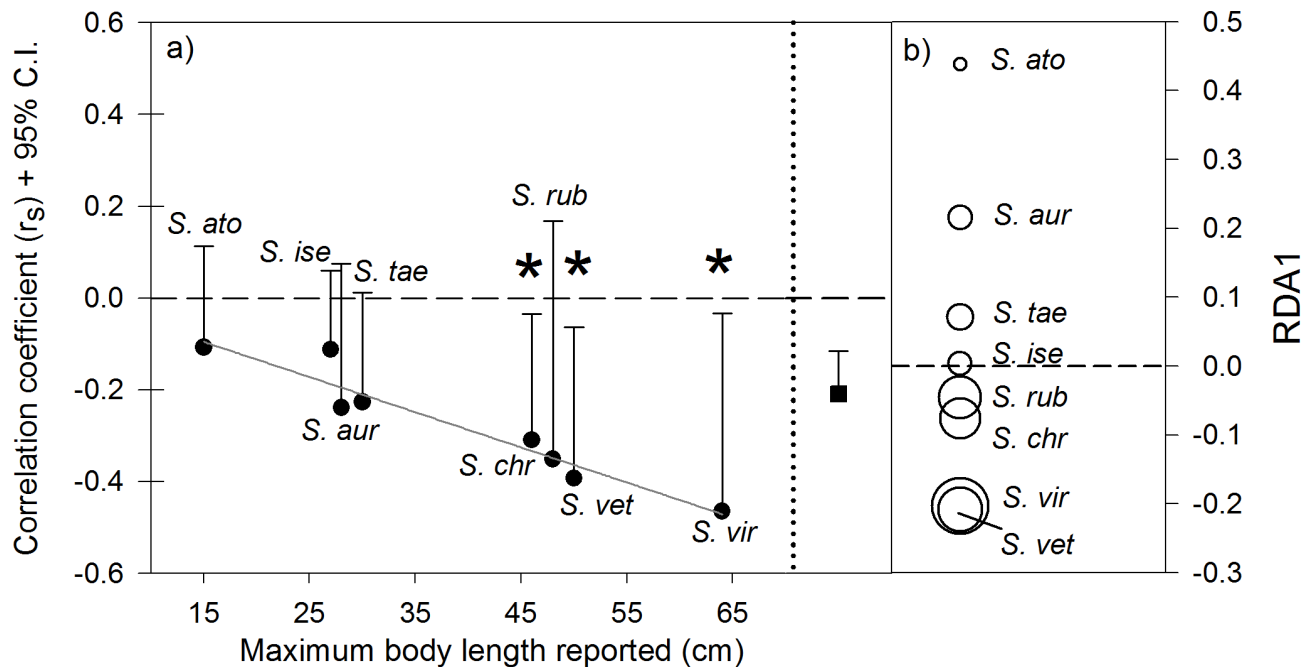 Correlation coefficient (rs) + 95% C.I.
0.6
0.4
0.2
0.0
-0.2
-0.4
-0.6
a)
S. ato
S. ise
S. tae
S. aur
S. rub
* * *
S. chr
S. vet
S. vir
15 25 35 45 55 65
Maximum body length reported (cm)
b)
S. ato
S. aur
S. tae
S. ise
S. rub
S. chr
S. vir
S. vet
0.5
0.4
0.3
0.2
0.1
0.0
-0.1
-0.2
-0.3
RDA1